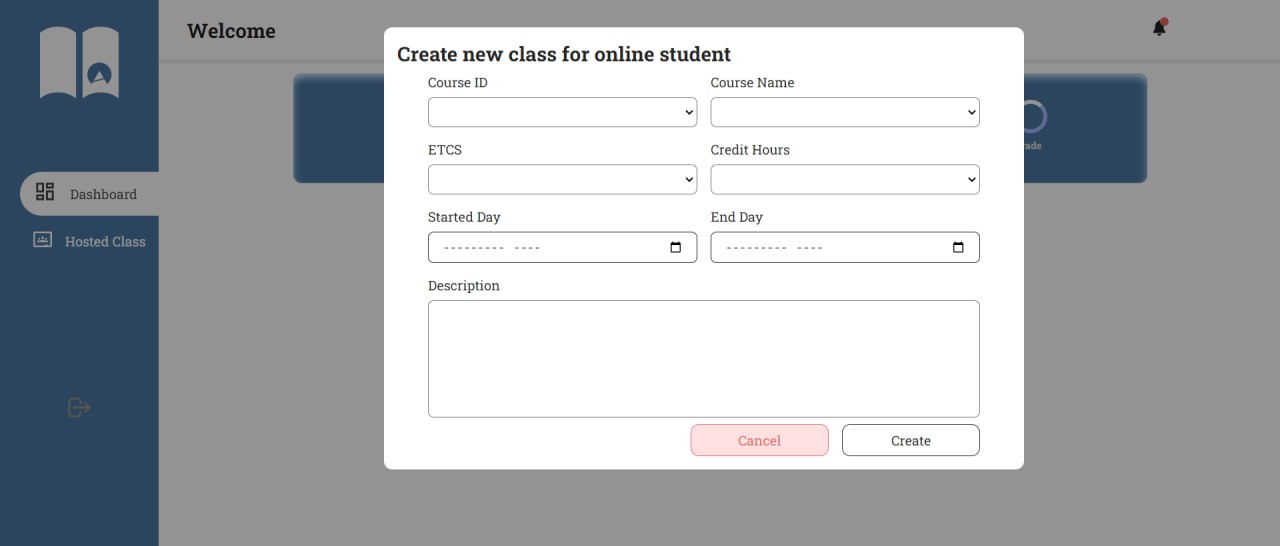 Welcome
Create new class for online student
Course ID
Course Name
ETCS
Credit Hours
Dashboard
Started Day
End Day
Hosted Class
--------- ----
--------- ----
Description
Cancel
Create